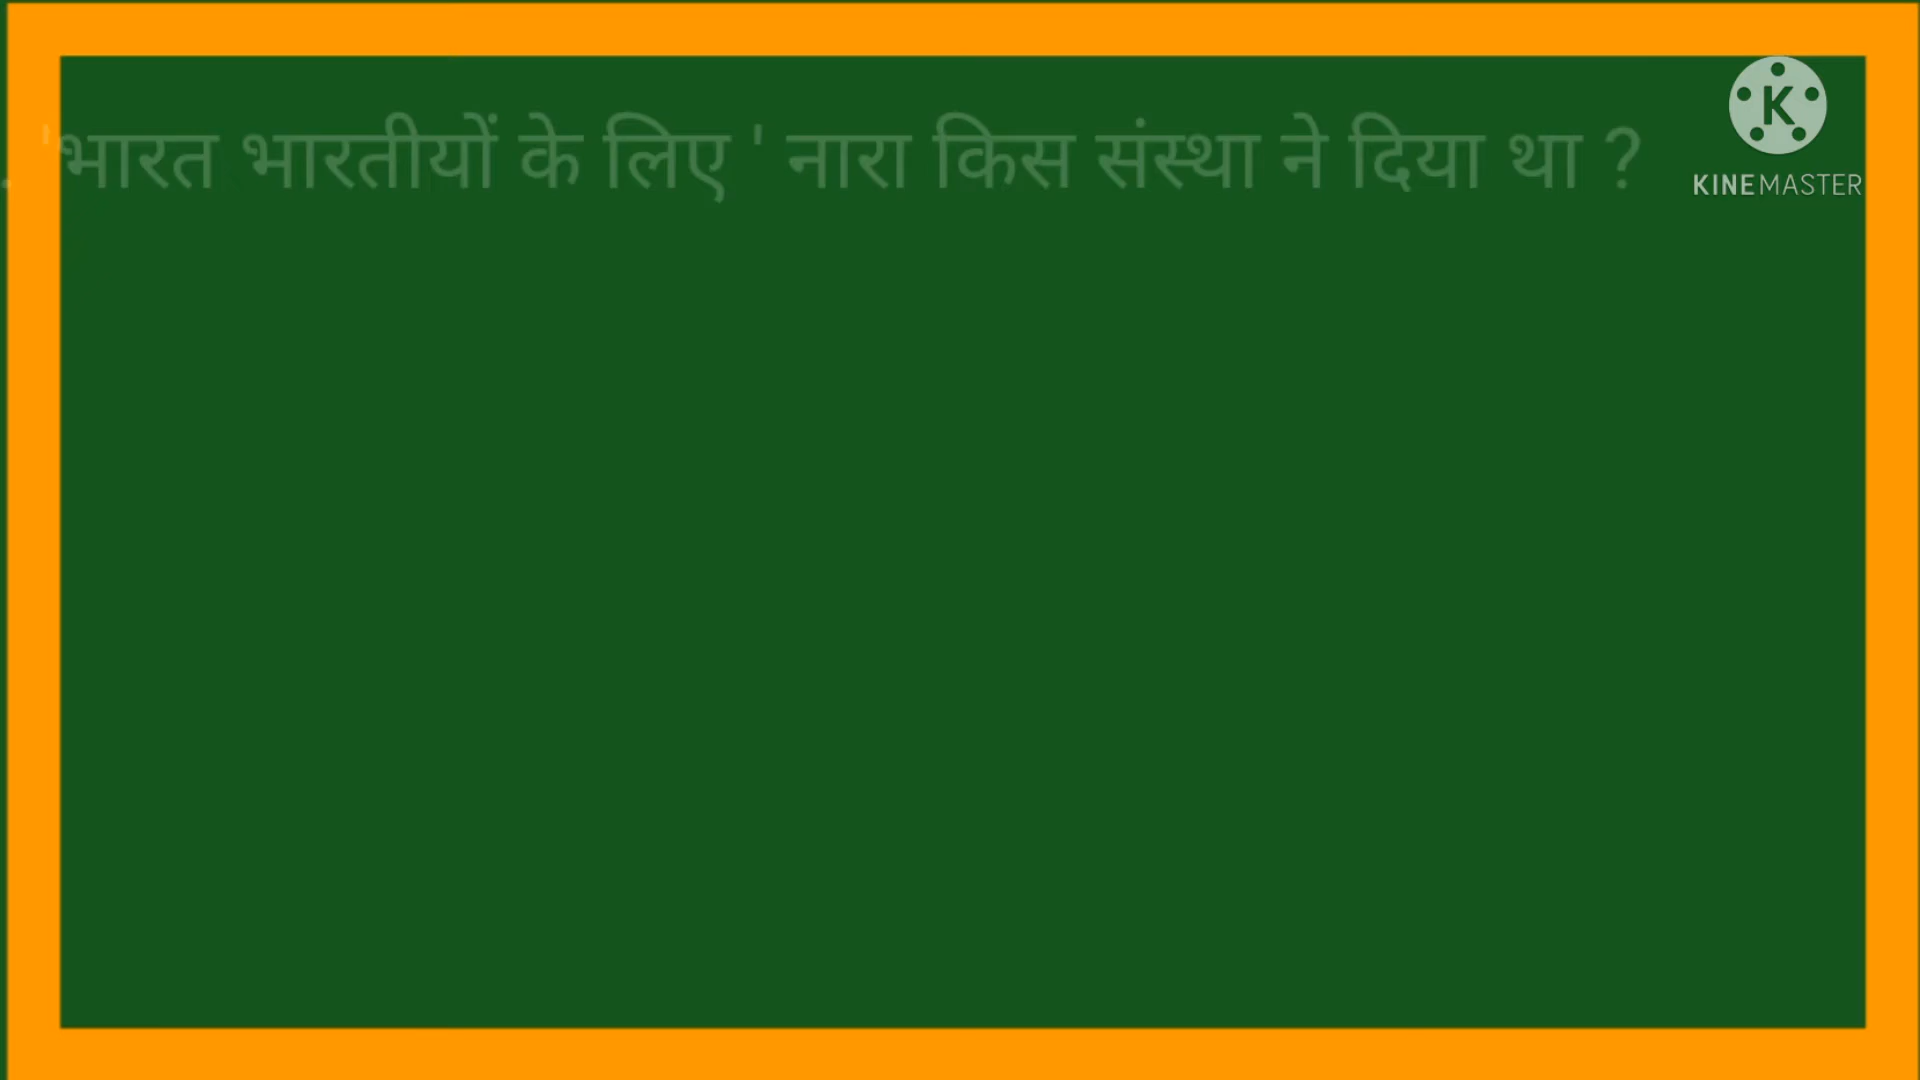 . 'भारत भारतीयों के लिए ' नारा किस संस्था ने दिया था ?
K
KINEMASTER